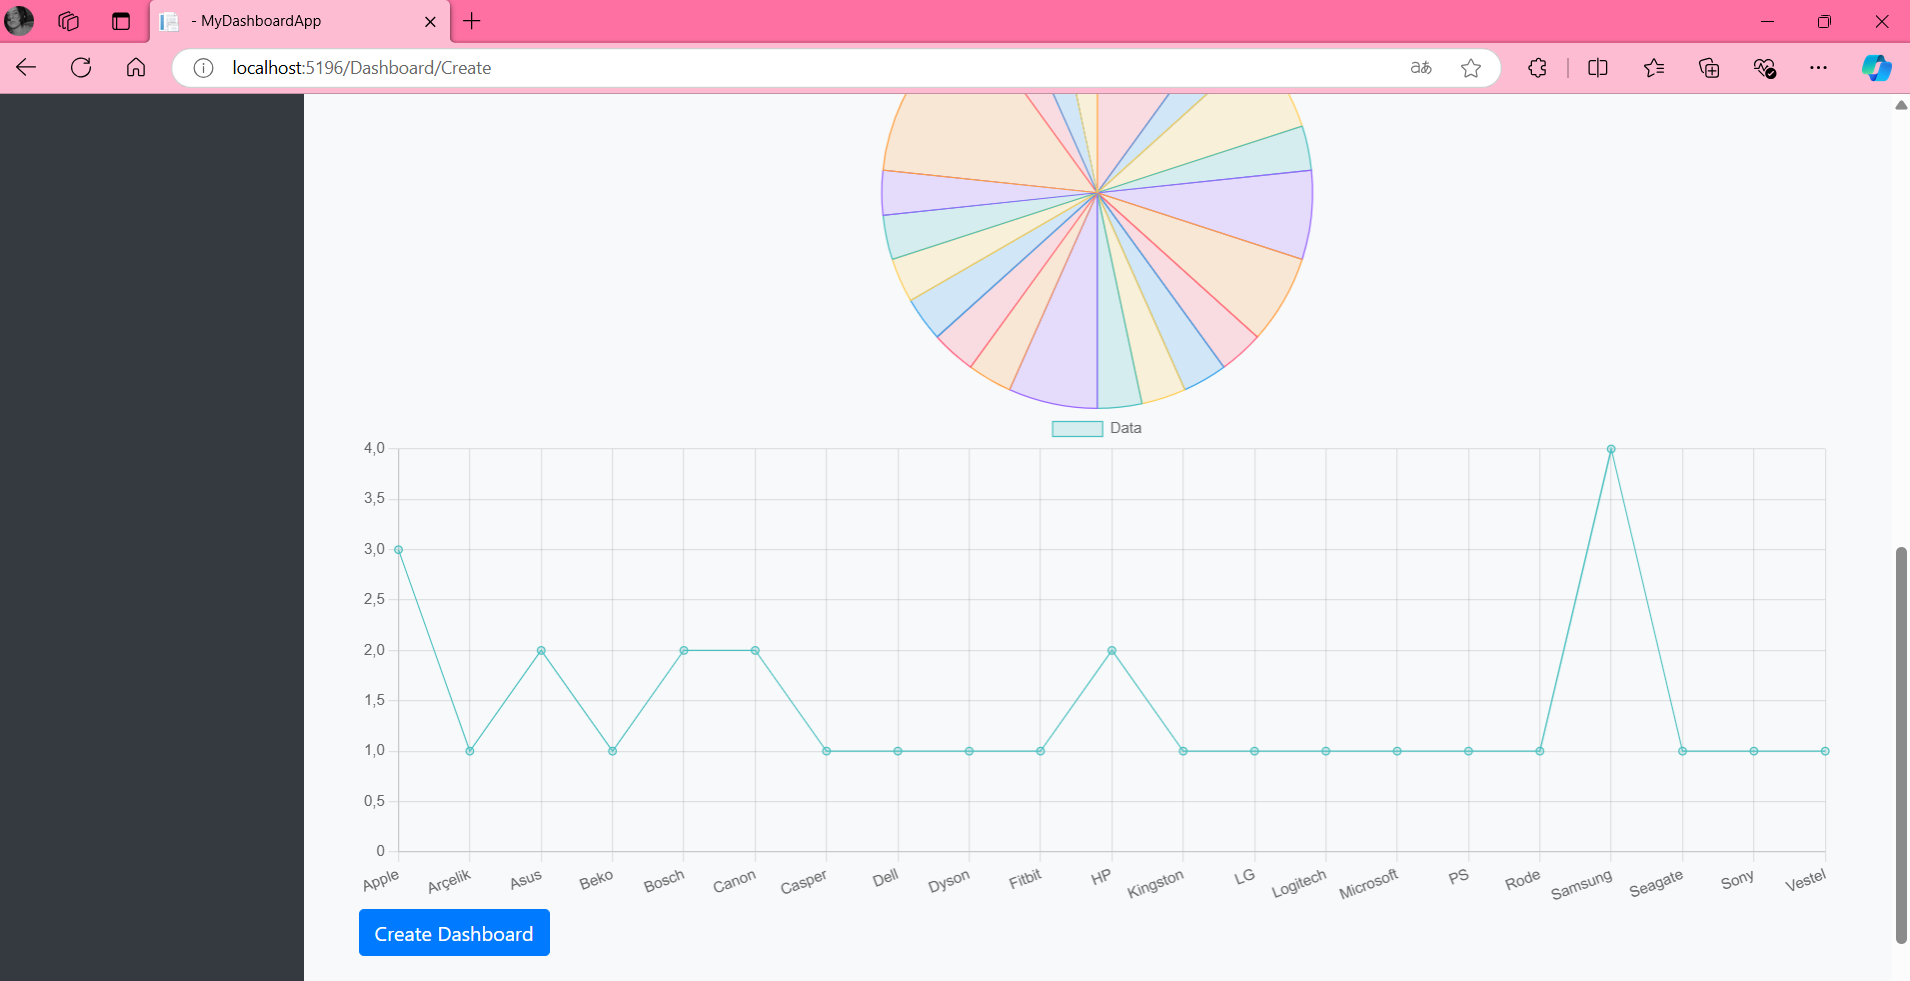 - MyDashboardApp
localhost:5196/Dashboard/Create
aあ
Data
4,0
3,5
3,0
2,5
2,0
1,5
1,0
0,5
0
Apple Arçelik Asus Beko Bosch Canon Casper Dell Dyson Fitbit HP Kingston LG Logitech Microsoft PS Rode Samsung Seagate Sony Vestel
Create Dashboard